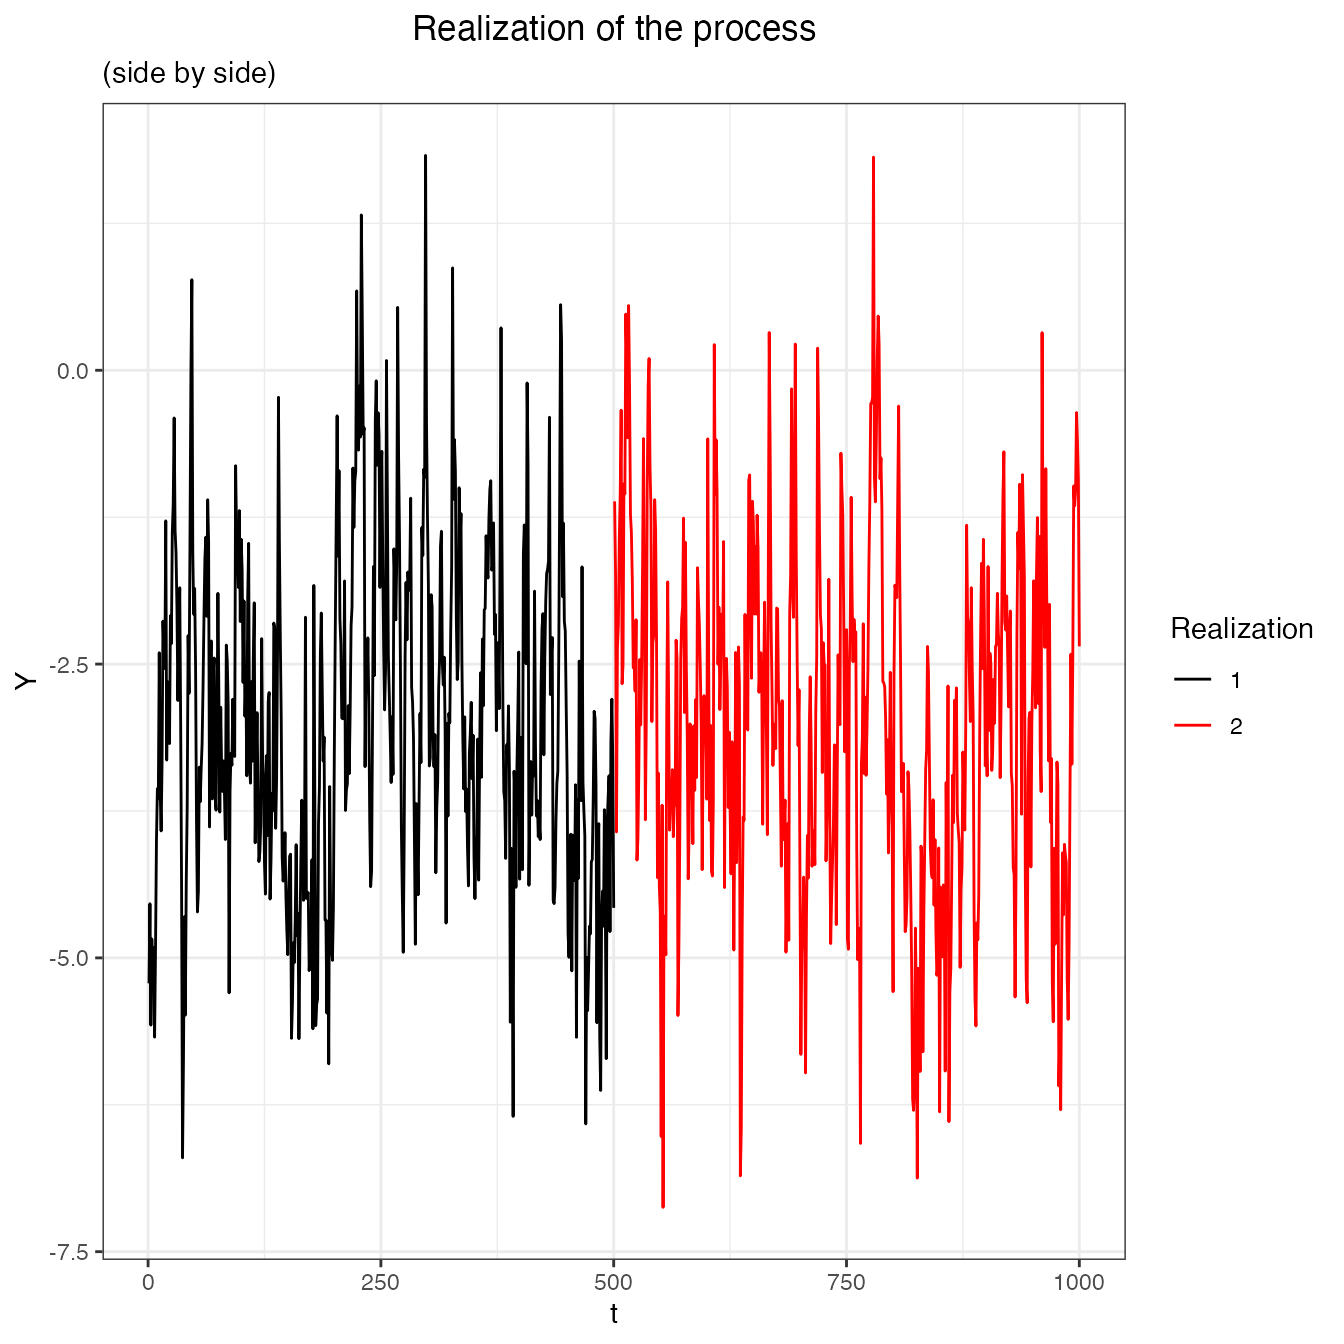 Realization of the process
(side by side)
Y
0.0
-2.5
-5.0
-7.5
0 250 500 750 1000
t
Realization
1
2